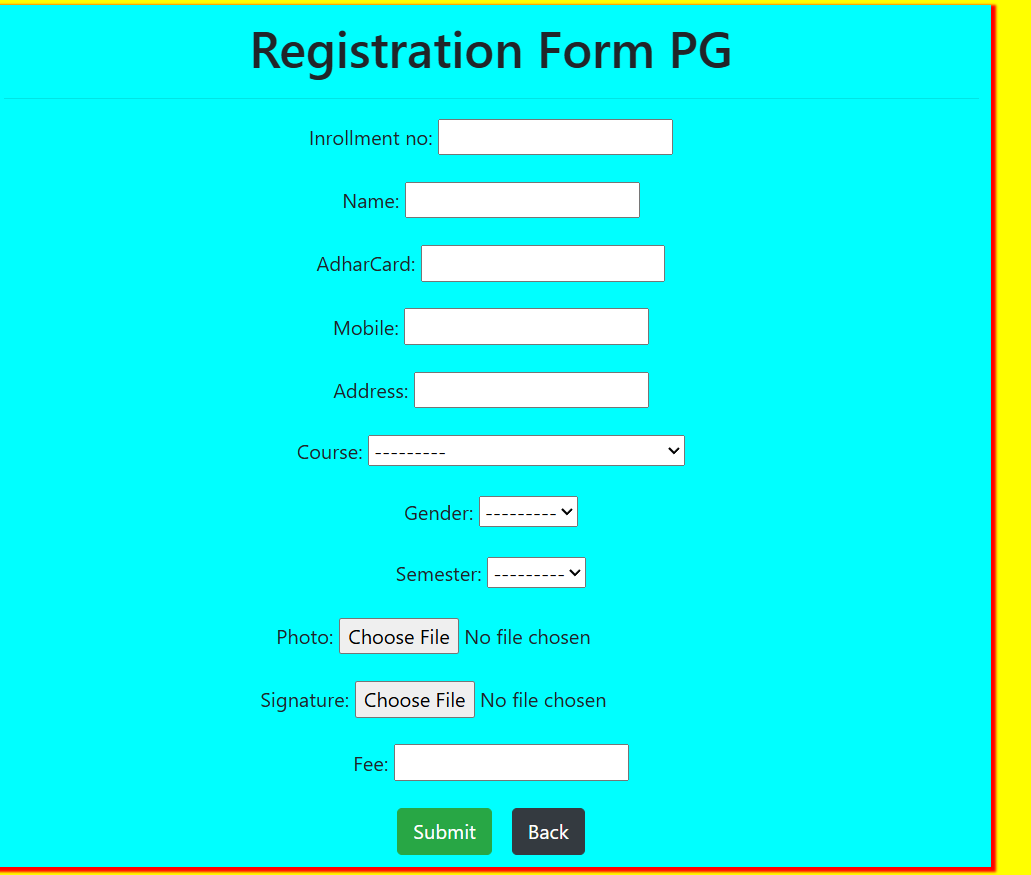 Registration Form PG
Inrollment no:
Name:
AdharCard:
Mobile:
Address:
Course: ---------
Gender: ---------
Semester: ---------
Photo: Choose File No file chosen
Signature: Choose File No file chosen
Fee:
Submit Back